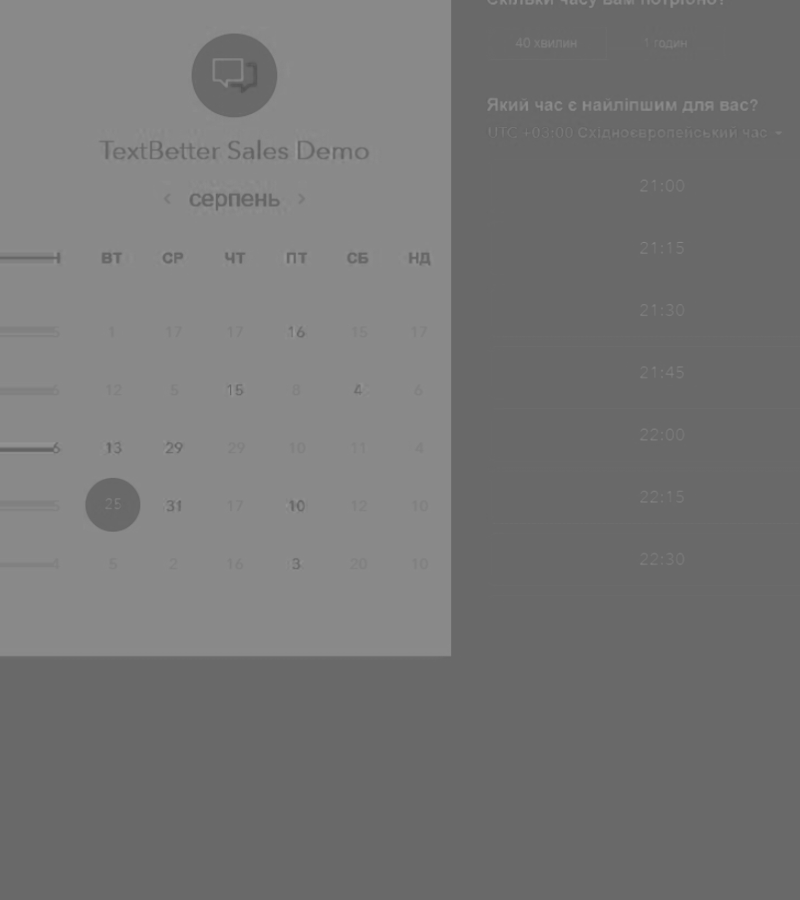 TextBetter Sales Demo
‹ серпень ›
ВТ СР ЧТ ПТ СБ НД
5 1 17 17 16 15 17
12 5 15 8 4 6
6 13 29 29 10 11 4
5 25 31 17 10 12 10
4 5 2 16 3 20 10
Скільки часу вам потрібно?
40 хвилин 1 годин
Який час є найліпшим для вас?
UTC +03:00 Східноєвропейський час
21:00
21:15
21:30
21:45
22:00
22:15
22:30